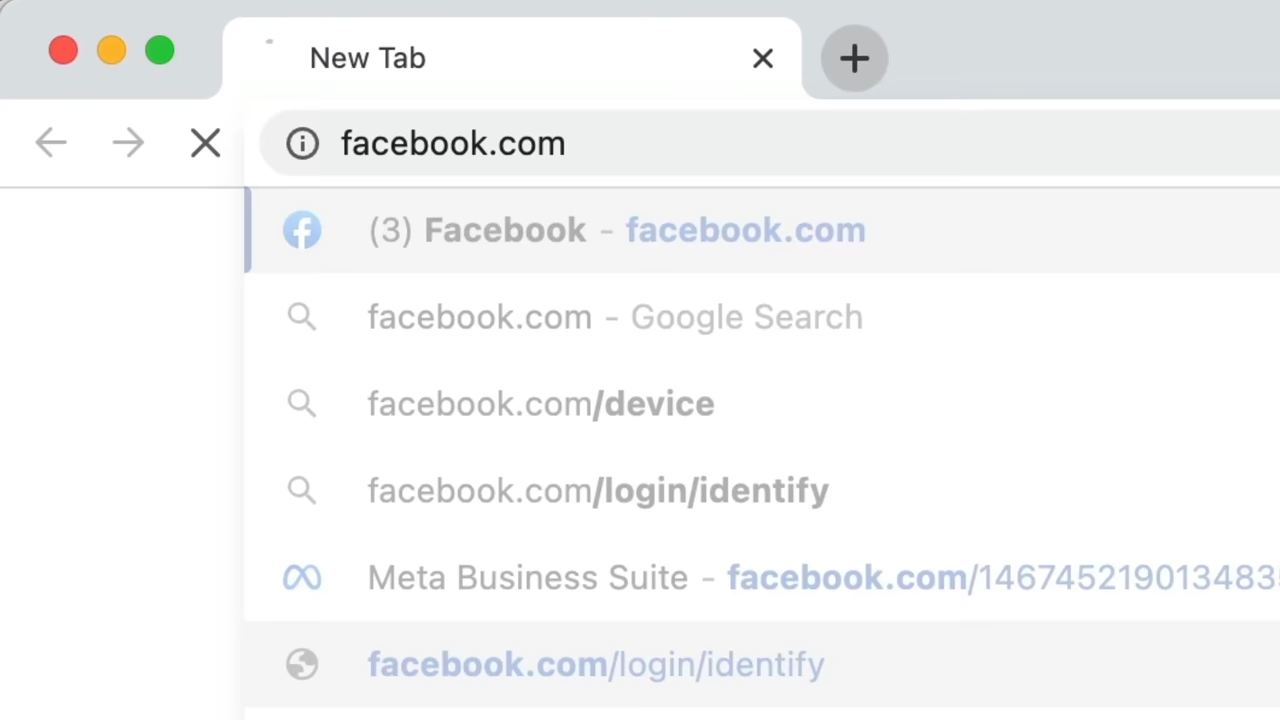 New Tab
facebook.com
(3) Facebook - facebook.com
facebook.com - Google Search
facebook.com/device
facebook.com/login/identify
Meta Business Suite - facebook.com/146745219013483
facebook.com/login/identify